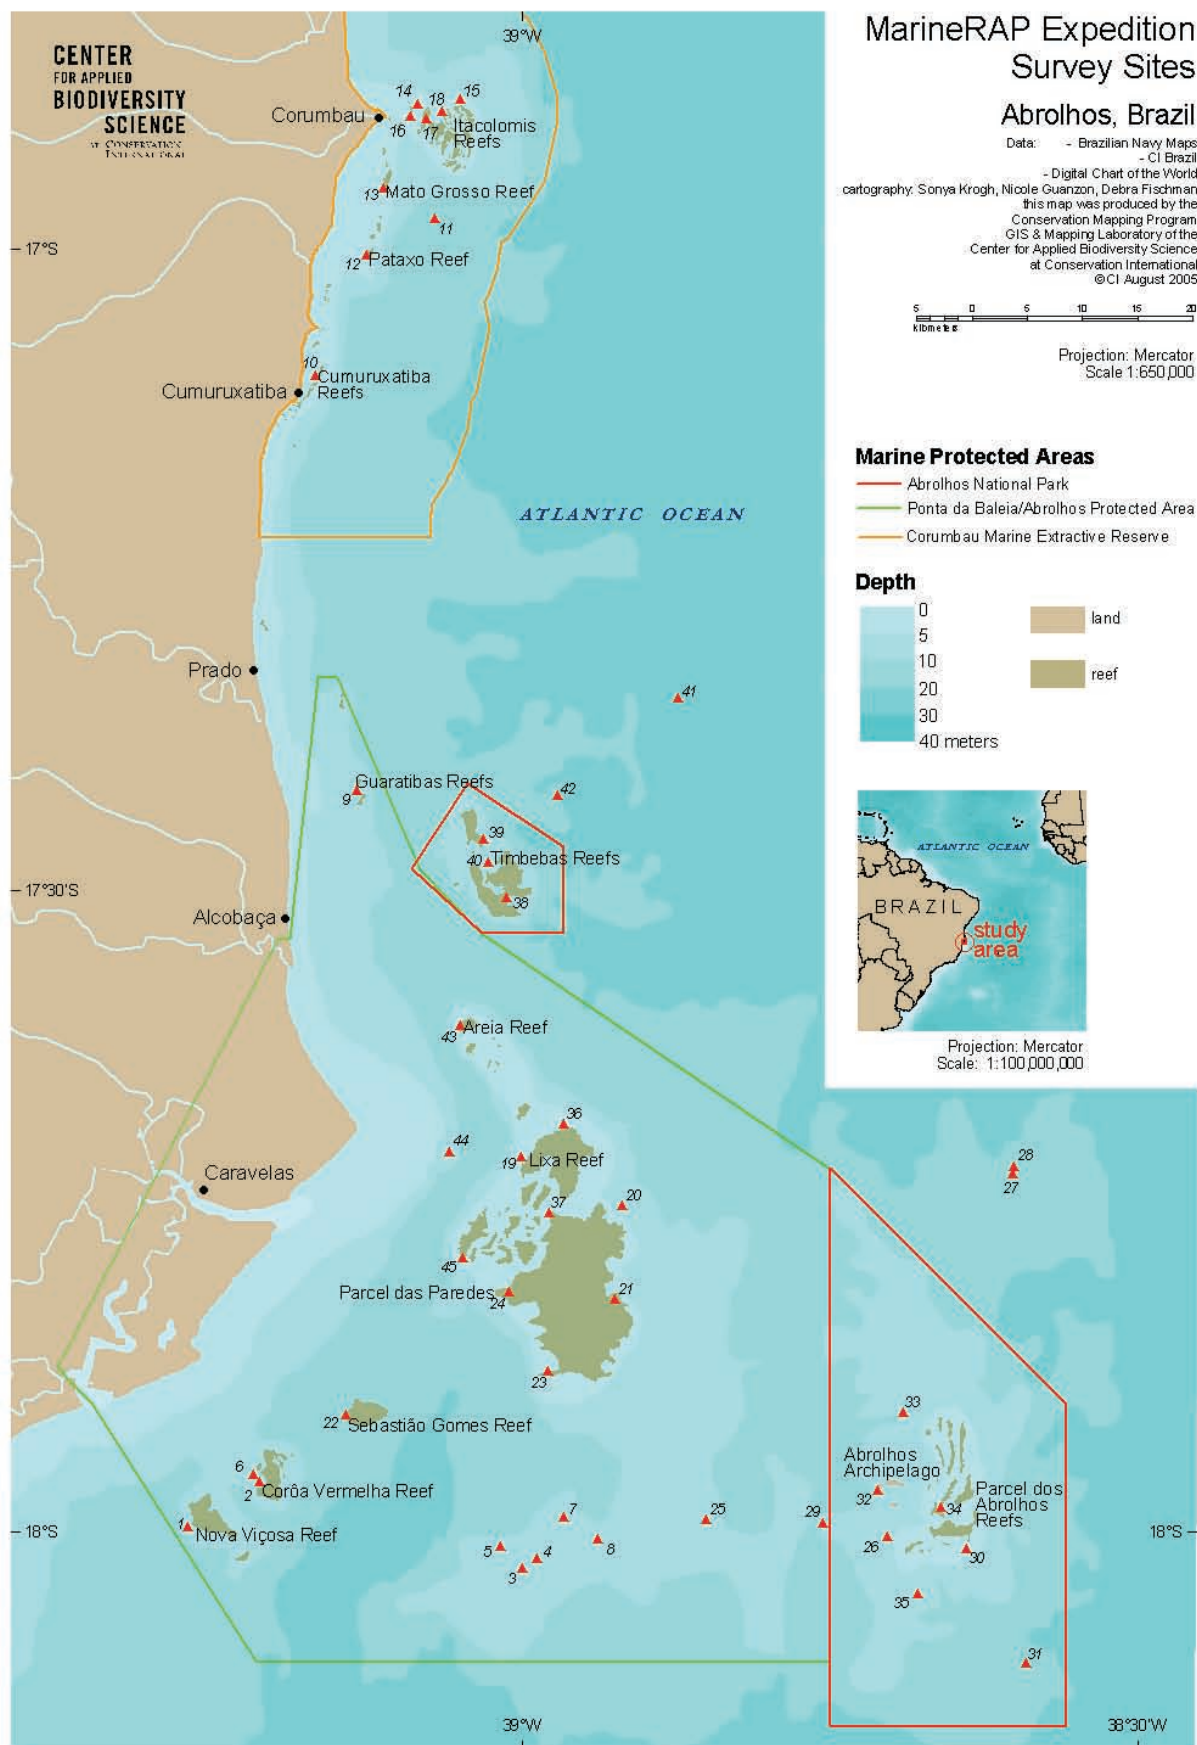 MarineRAP Expedition
Survey Sites
Abrolhos, Brazil
Data: - Brazilian Navy Maps
- CI Brazil
- Digital Chart of the World
cartography: Sonya Krogh, Nicole Guanzon, Debra Fischman
this map was produced by the
Conservation Mapping Program
GIS & Mapping Laboratory of the
Center for Applied Biodiversity Science
at Conservation International
©CI August 2005
5 0 5 10 15 20
kilometers
Projection: Mercator
Scale 1:650,000
Marine Protected Areas
Abrolhos National Park
Ponta da Baleia/Abrolhos Protected Area
Corumbau Marine Extractive Reserve
Depth
0
5
10
20
30
40 meters
land
reef
ATLANTIC OCEAN
BRAZIL
study
area
Projection: Mercator
Scale: 1:100,000,000
CENTER
FOR APPLIED
BIODIVERSITY
SCIENCE
AT CONSERVATION
INTERNATIONAL
39°W
14
18
15
Corumbau
16
17
Itacolomis
Reefs
13
Mato Grosso Reef
11
17°S
12
Pataxo Reef
10
Cumuruxatiba
Reefs
Cumuruxatiba
ATLANTIC OCEAN
Prado
41
Guaratibas Reefs
9
42
39
40
Timbebas Reefs
17°30'S
38
Alcobaça
43
Areia Reef
36
44
19
Lixa Reef
28
27
Caravelas
37
20
45
Parcel das Paredes
24
21
23
22
Sebastião Gomes Reef
33
Abrolhos
Archipelago
6
2
Corôa Vermelha Reef
32
Parcel dos
Abrolhos
Reefs
34
1
Nova Viçosa Reef
7
25
29
18°S
18°S
5
4
8
26
30
3
35
31
39°W
38°30'W